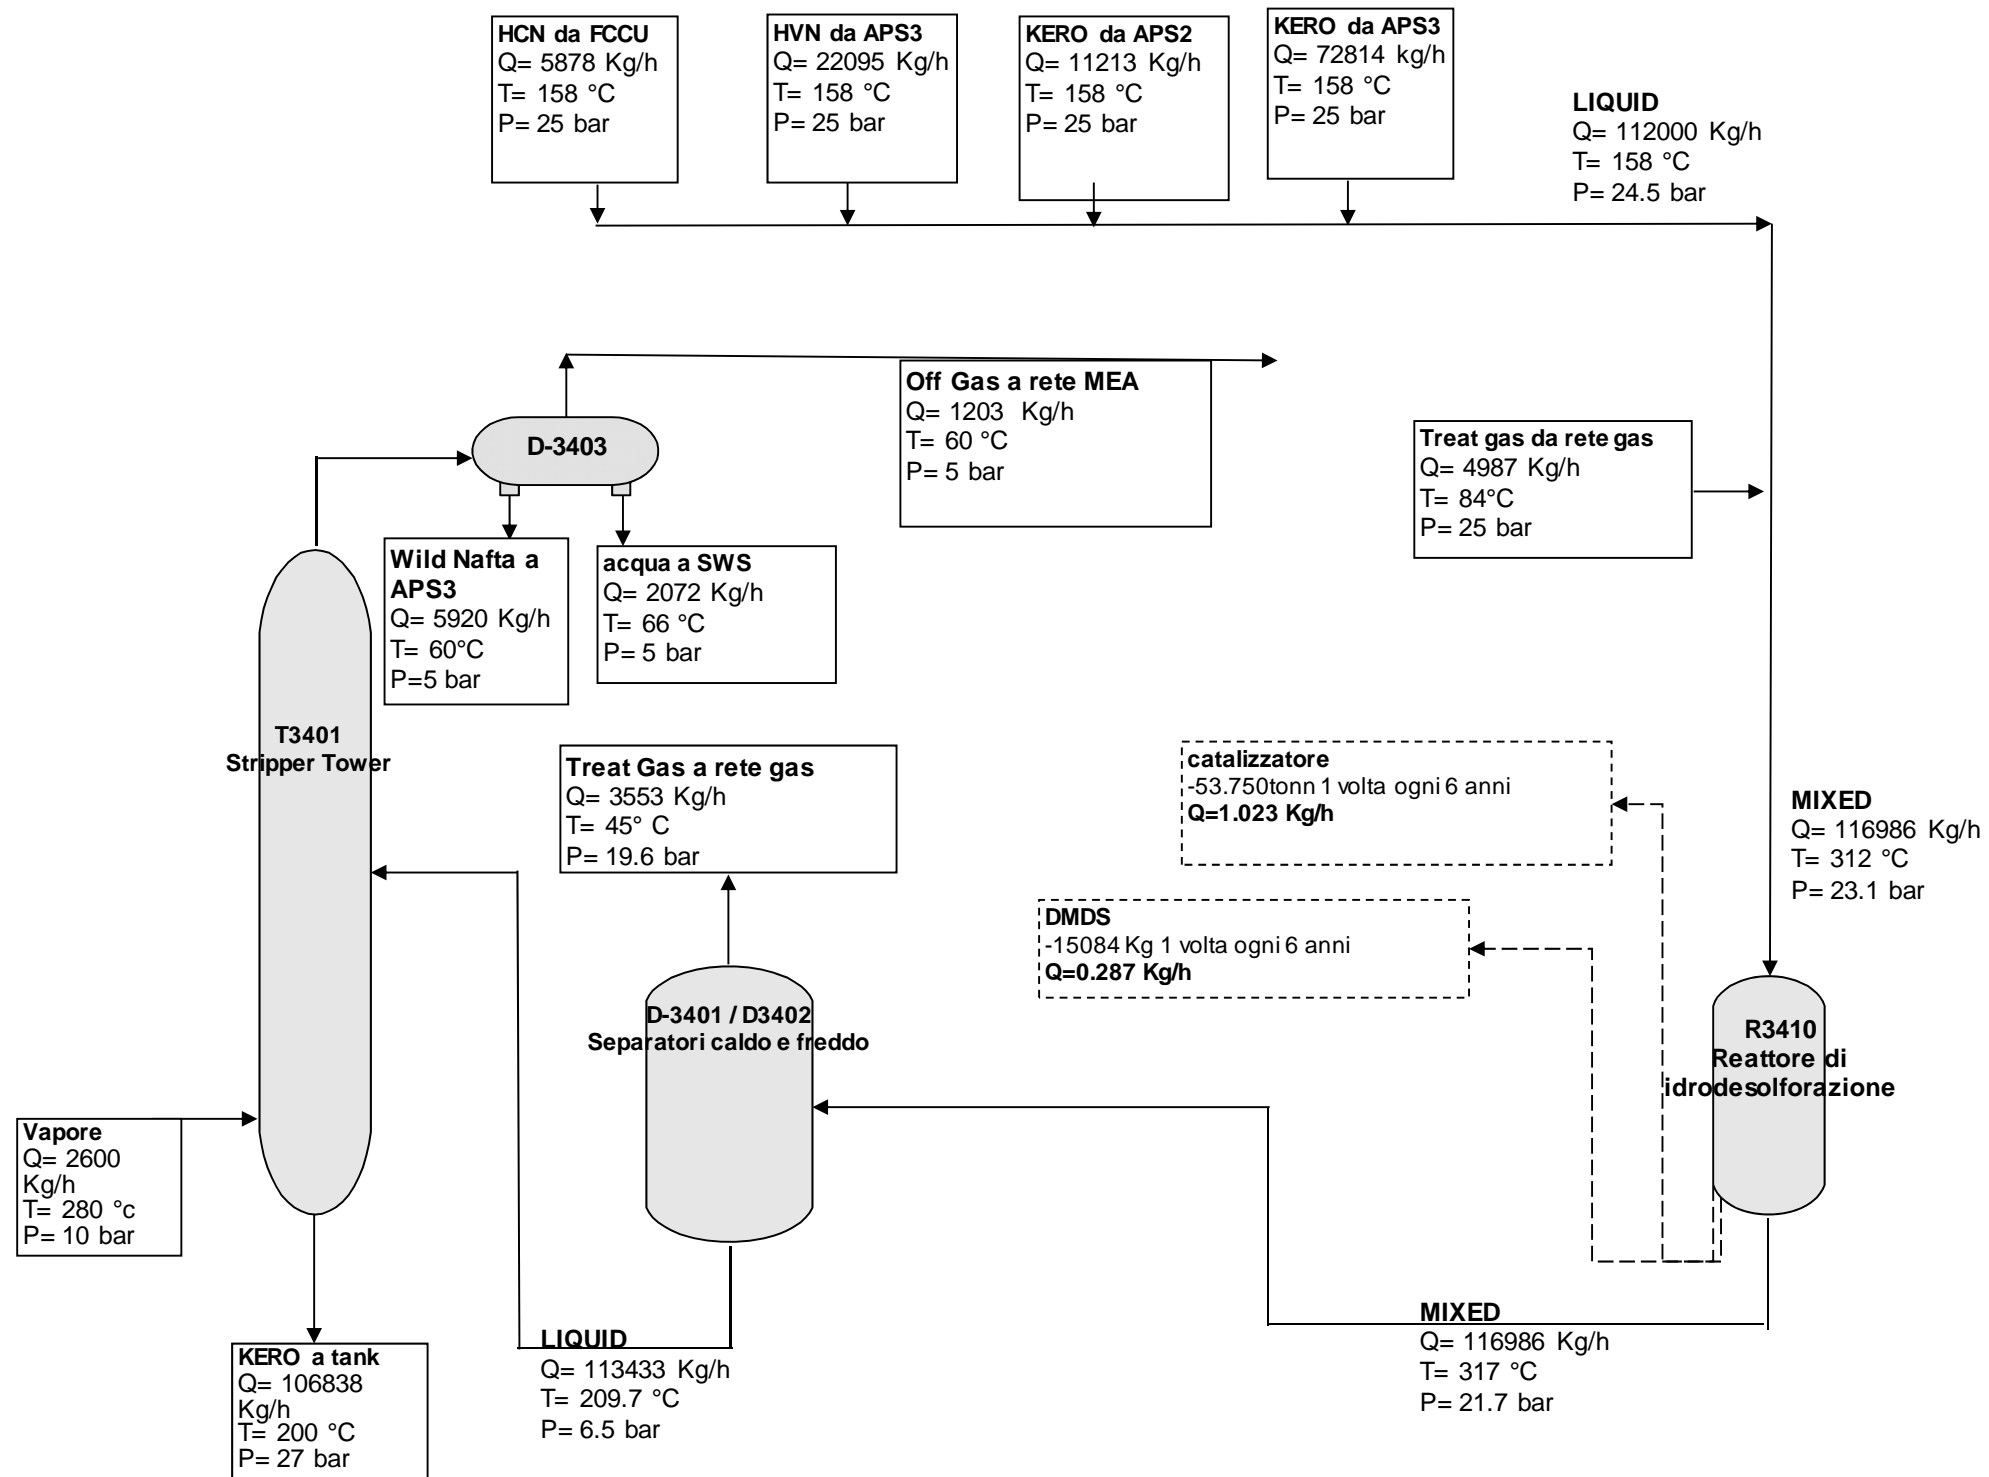 HCN da FCCU
Q= 5878 Kg/h
T= 158 °C
P= 25 bar
HVN da APS3
Q= 22095 Kg/h
T= 158 °C
P= 25 bar
KERO da APS2
Q= 11213 Kg/h
T= 158 °C
P= 25 bar
KERO da APS3
Q= 72814 kg/h
T= 158 °C
P= 25 bar
LIQUID
Q= 112000 Kg/h
T= 158 °C
P= 24.5 bar
Off Gas a rete MEA
Q= 1203 Kg/h
T= 60 °C
P= 5 bar
D-3403
Treat gas da rete gas
Q= 4987 Kg/h
T= 84°C
P= 25 bar
Wild Nafta a
APS3
Q= 5920 Kg/h
T= 60°C
P=5 bar
acqua a SWS
Q= 2072 Kg/h
T= 66 °C
P= 5 bar
T3401
Stripper Tower
Treat Gas a rete gas
Q= 3553 Kg/h
T= 45° C
P= 19.6 bar
catalizzatore
-53.750tonn 1 volta ogni 6 anni
Q=1.023 Kg/h
MIXED
Q= 116986 Kg/h
T= 312 °C
P= 23.1 bar
DMDS
-15084 Kg 1 volta ogni 6 anni
Q=0.287 Kg/h
D-3401 / D3402
Separatori caldo e freddo
R3410
Reattore di
idrodesolforazione
Vapore
Q= 2600
Kg/h
T= 280 °c
P= 10 bar
KERO a tank
Q= 106838
Kg/h
T= 200 °C
P= 27 bar
LIQUID
Q= 113433 Kg/h
T= 209.7 °C
P= 6.5 bar
MIXED
Q= 116986 Kg/h
T= 317 °C
P= 21.7 bar